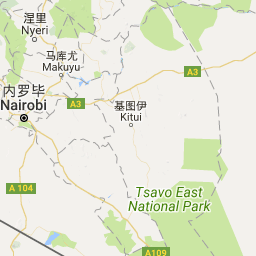 涅里
Nyeri
马库尤
Makuyu
A3
内罗毕
Nairobi
A3
基图伊
Kitui
A 104
Tsavo East
National Park
A109